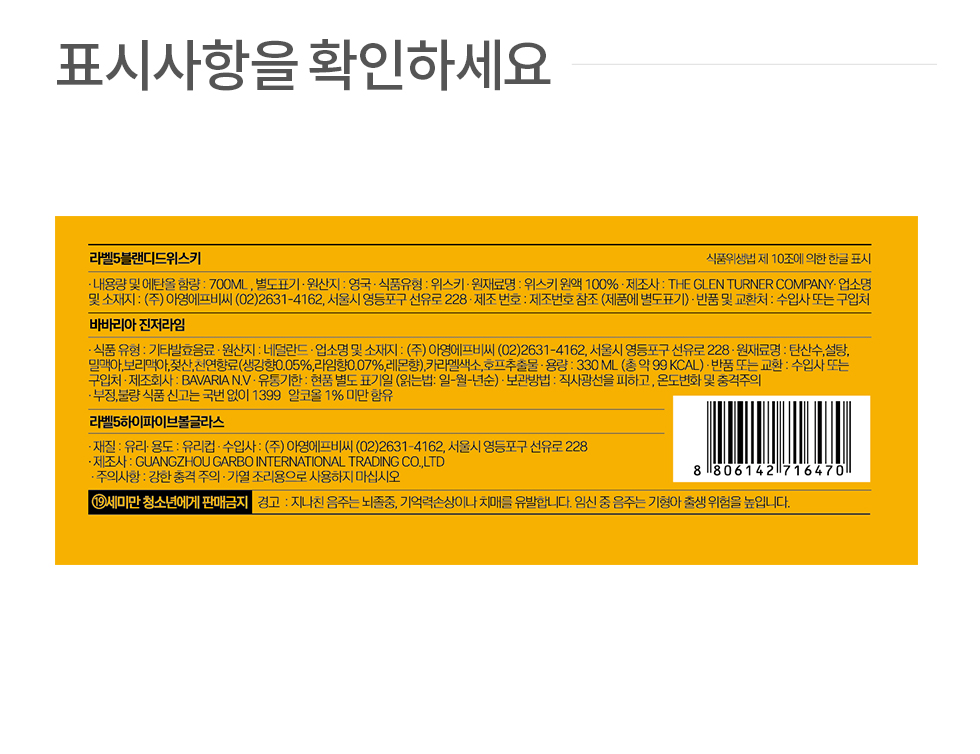 표시사항을 확인하세요
라벨5블랜디드위스키
식품위생법 제 10조에 의한 한글 표시
· 내용량 및 에탄올 함량 : 700ML , 별도표기 · 원산지 : 영국 · 식품유형 : 위스키 · 원재료명 : 위스키 원액 100% · 제조사 : THE GLEN TURNER COMPANY· 업소명
및 소재지 : (주) 아영에프비씨 (02)2631-4162, 서울시 영등포구 선유로 228 · 제조 번호 : 제조번호 참조 (제품에 별도표기) · 반품 및 교환처 : 수입사 또는 구입처
바바리아 진저라임
· 식품 유형 : 기타발효음료 · 원산지 : 네덜란드 · 업소명 및 소재지 : (주) 아영에프비씨 (02)2631-4162, 서울시 영등포구 선유로 228 · 원재료명 : 탄산수,설탕,
밀맥아,보리맥아,젖산,천연향료(생강향0.05%,라임향0.07%,레몬향),카라멜색소,호프추출물 · 용량 : 330 ML (총 약 99 KCAL) · 반품 또는 교환 : 수입사 또는
구입처 · 제조회사 : BAVARIA N.V · 유통기한 : 현품 별도 표기일 (읽는법: 일-월-년순) · 보관방법 : 직사광선을 피하고 , 온도변화 및 충격주의
· 부정,불량 식품 신고는 국번 없이 1399 알코올 1% 미만 함유
라벨5하이파이브볼글라스
· 재질 : 유리· 용도 : 유리컵 · 수입사 : (주) 아영에프비씨 (02)2631-4162, 서울시 영등포구 선유로 228
· 제조사 : GUANGZHOU GARBO INTERNATIONAL TRADING CO.,LTD
· 주의사항 : 강한 충격 주의 · 가열 조리용으로 사용하지 마십시오
8 806142 716470
⑲세미만 청소년에게 판매금지
경고 : 지나친 음주는 뇌졸중, 기억력손상이나 치매를 유발합니다. 임신 중 음주는 기형아 출생 위험을 높입니다.